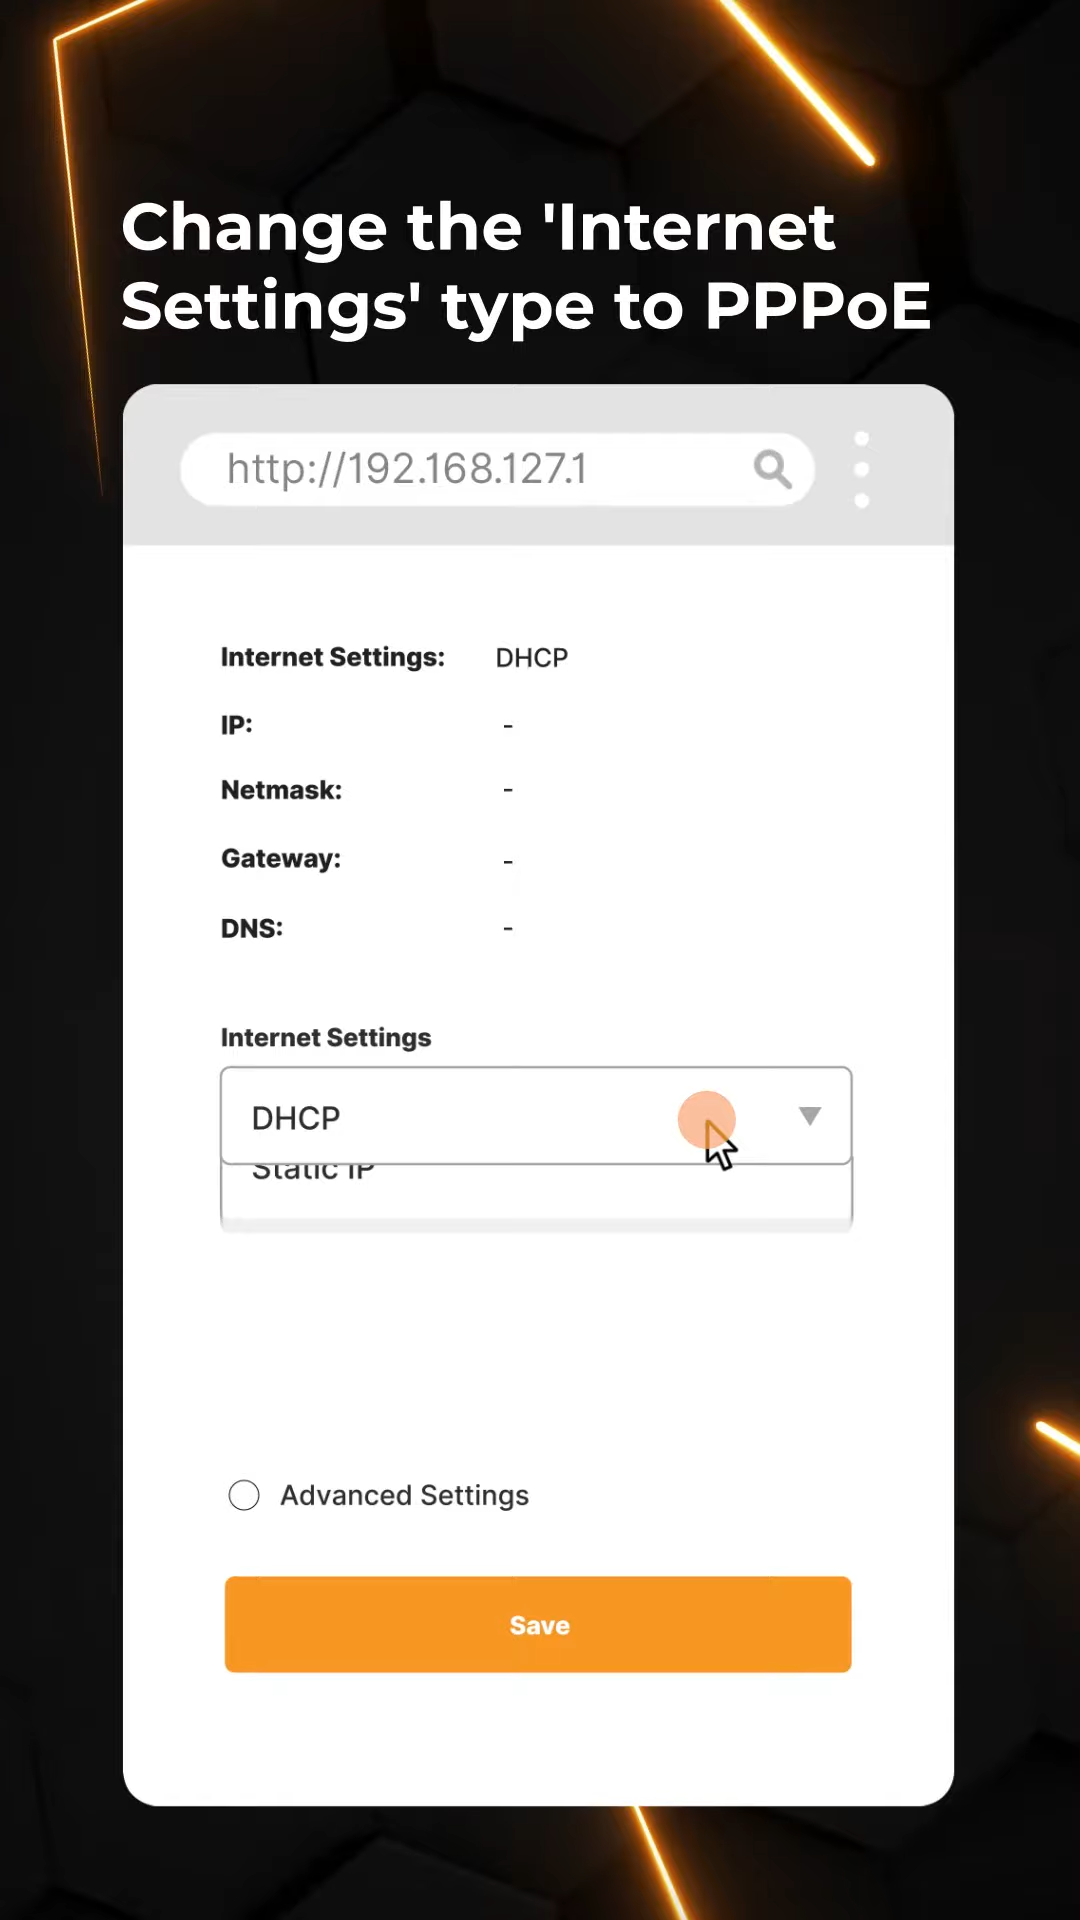 Change the 'Internet
Settings' type to PPPoE
http://192.168.127.1
Internet Settings: DHCP
IP: -
Netmask: -
Gateway: -
DNS: -
Internet Settings
DHCP
Static IP
Advanced Settings
Save